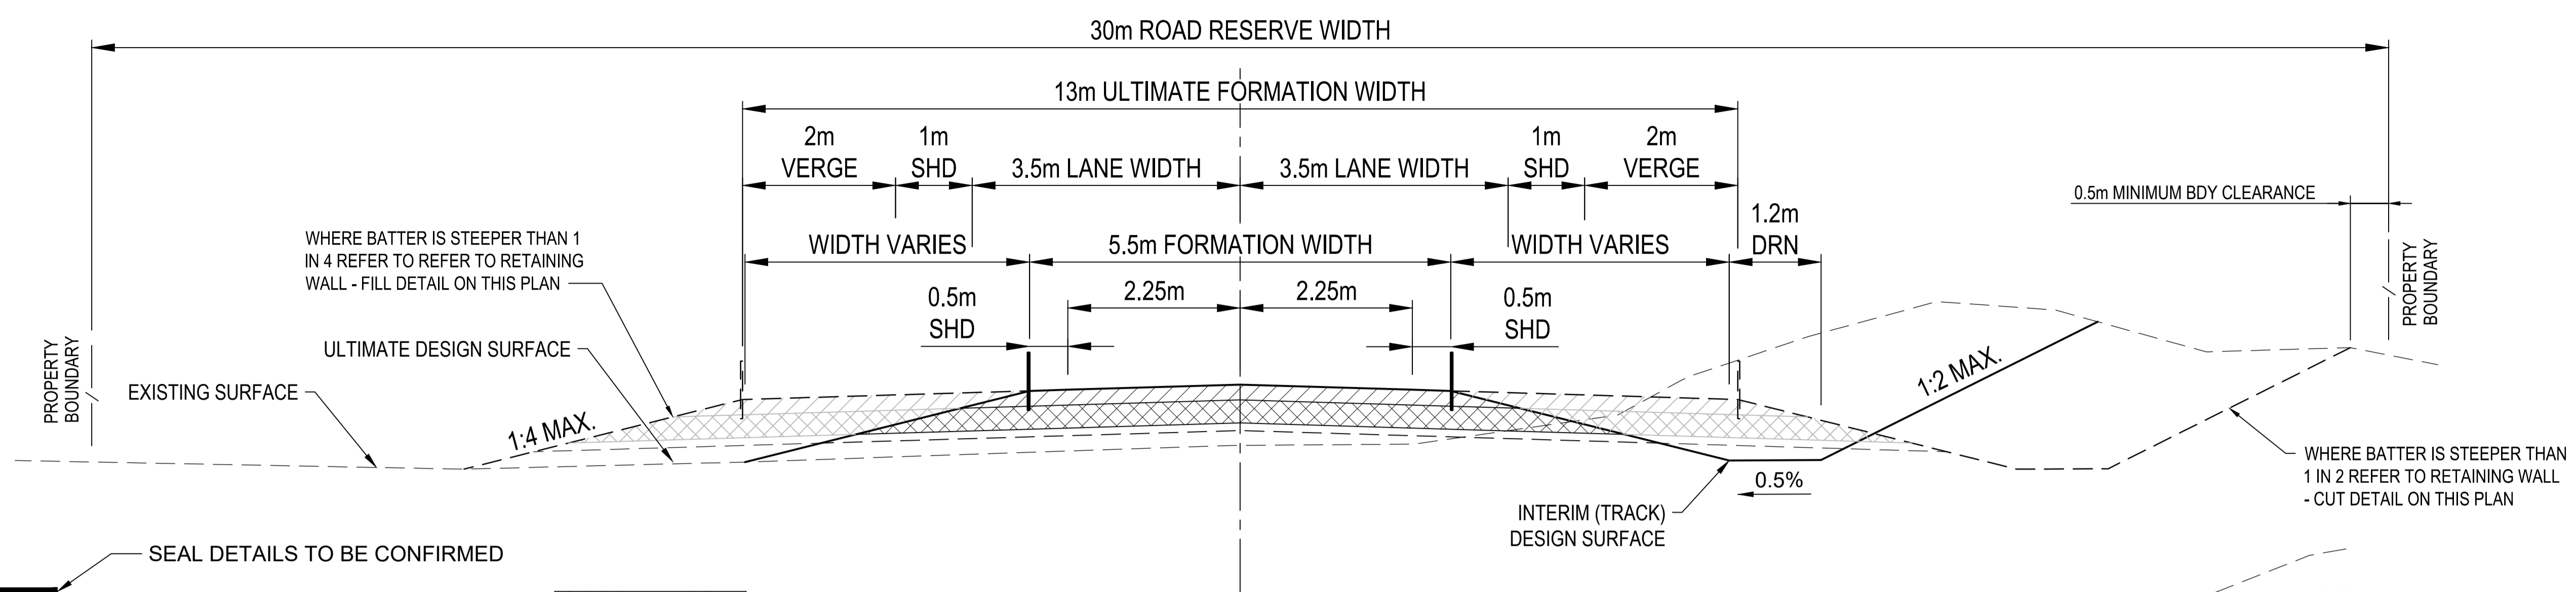 30m ROAD RESERVE WIDTH
13m ULTIMATE FORMATION WIDTH
2m
VERGE
1m
SHD
3.5m LANE WIDTH
3.5m LANE WIDTH
1m
SHD
2m
VERGE
0.5m MINIMUM BDY CLEARANCE
WIDTH VARIES
5.5m FORMATION WIDTH
WIDTH VARIES
1.2m
DRN
WHERE BATTER IS STEEPER THAN 1
IN 4 REFER TO REFER TO RETAINING
WALL - FILL DETAIL ON THIS PLAN
0.5m
SHD
2.25m
2.25m
0.5m
SHD
PROPERTY
BOUNDARY
ULTIMATE DESIGN SURFACE
PROPERTY
BOUNDARY
EXISTING SURFACE
1:4 MAX.
1:2 MAX.
WHERE BATTER IS STEEPER THAN
1 IN 2 REFER TO RETAINING WALL
- CUT DETAIL ON THIS PLAN
0.5%
INTERIM (TRACK)
DESIGN SURFACE
SEAL DETAILS TO BE CONFIRMED